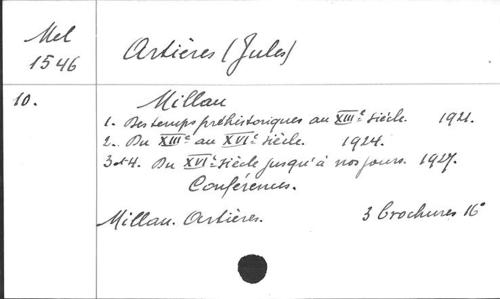 Mel
1546
Artières (Jules)
10.
Millau
1. Des temps préhistoriques au XIIIe siècle. 1921.
2. Du XIIIe au XVIe siècle. 1924.
3 et 4. Du XVIe siècle jusqu'à nos jours. 1927.
Conférences.
Millau. Artières. 3 brochures 16°